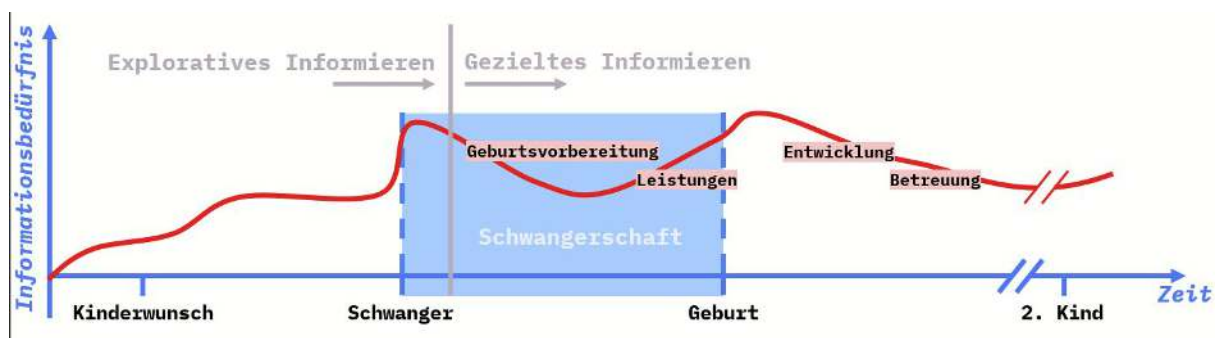 Informationsbedürfnis
Exploratives Informieren
Gezieltes Informieren
Geburtsvorbereitung
Leistungen
Entwicklung
Betreuung
Schwangerschaft
Kinderwunsch
Schwanger
Geburt
2. Kind
Zeit